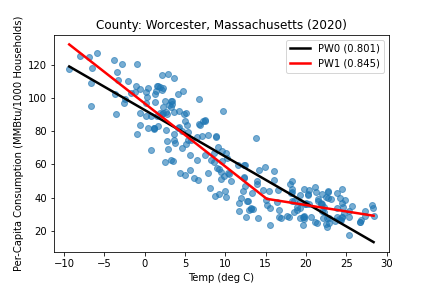 County: Worcester, Massachusetts (2020)
PW0 (0.801)
PW1 (0.845)
Per-Capita Consumption (MMBtu/1000 Households)
120
100
80
60
40
20
−10 −5 0 5 10 15 20 25 30
Temp (deg C)